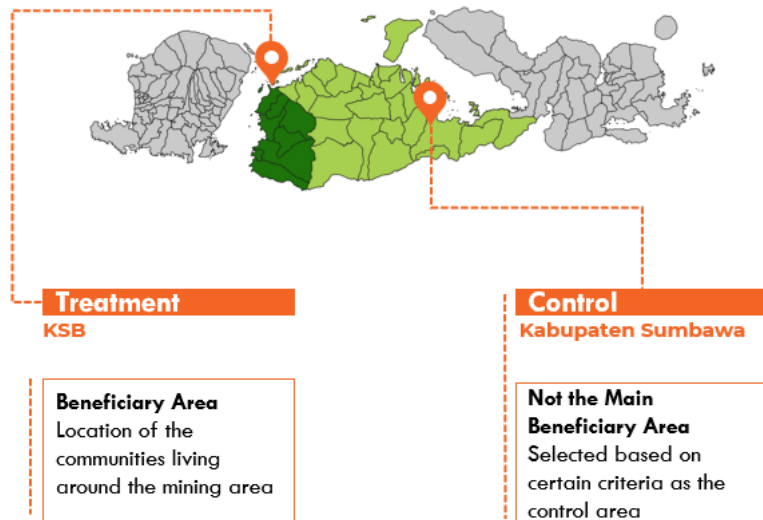 Treatment
KSB
Beneficiary Area
Location of the
communities living
around the mining area
Control
Kabupaten Sumbawa
Not the Main
Beneficiary Area
Selected based on
certain criteria as the
control area